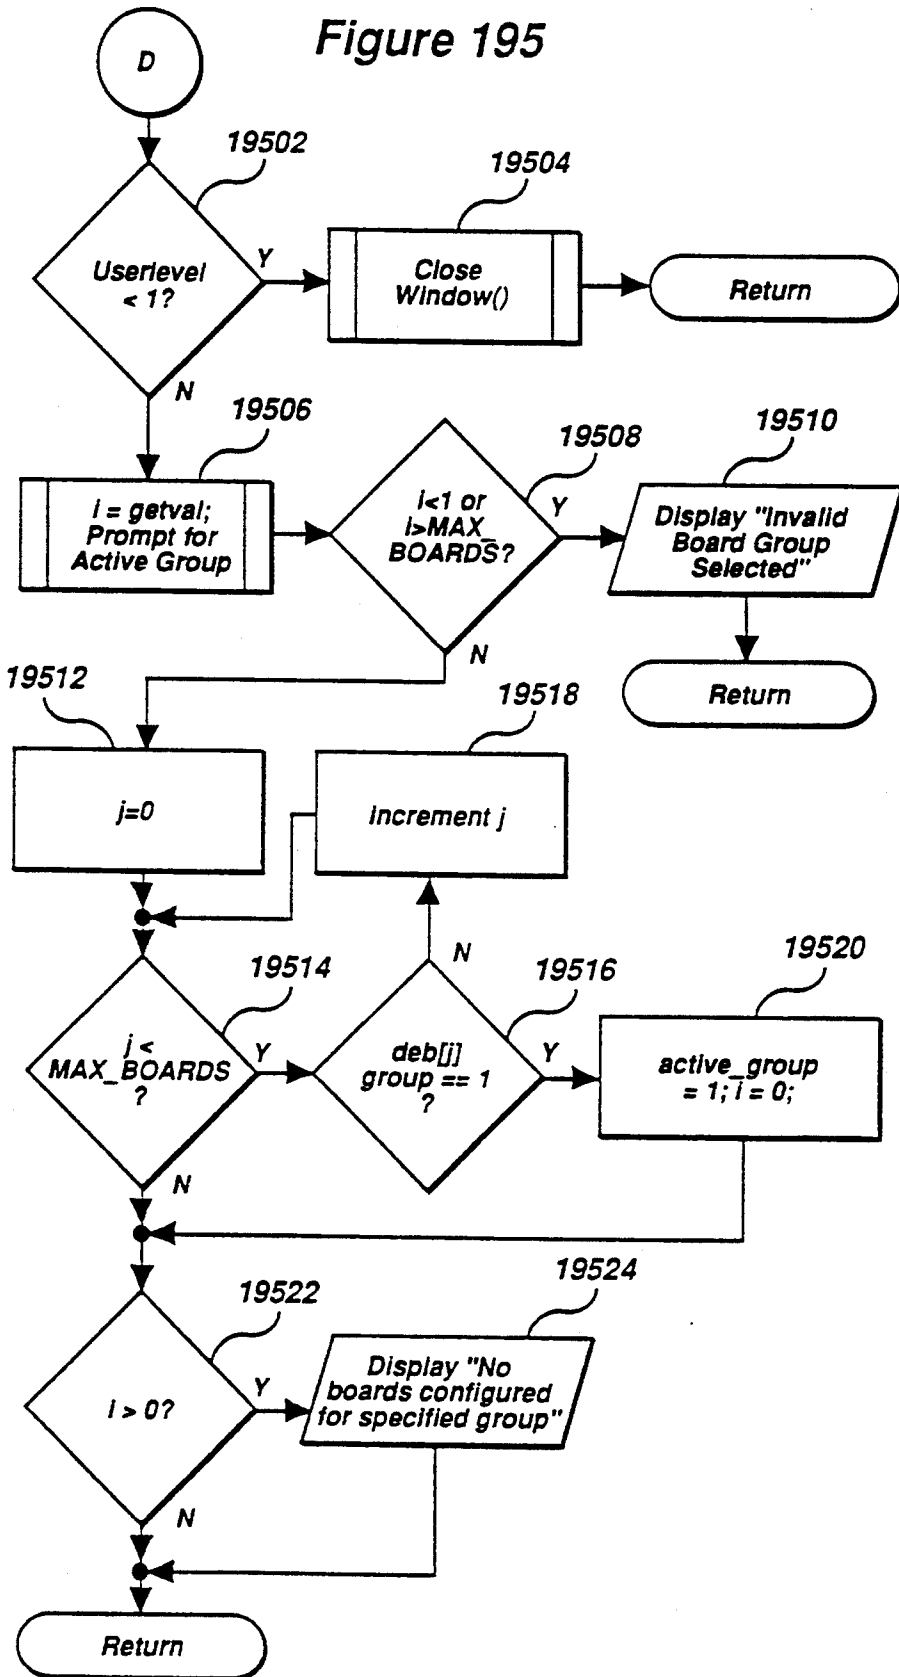 Figure 195
D
19502
Userlevel
< 1?
Y
N
19504
Close
Window()
Return
19506
i = getval;
Prompt for
Active Group
19508
i<1 or
i>MAX_
BOARDS?
Y
N
19510
Display "Invalid
Board Group
Selected"
Return
19512
j=0
19518
increment j
19514
j <
MAX_BOARDS
?
Y
N
19516
deb[j]
group == 1
?
N
Y
19520
active_group
= 1; i = 0;
19522
i > 0?
Y
N
19524
Display "No
boards configured
for specified group"
Return